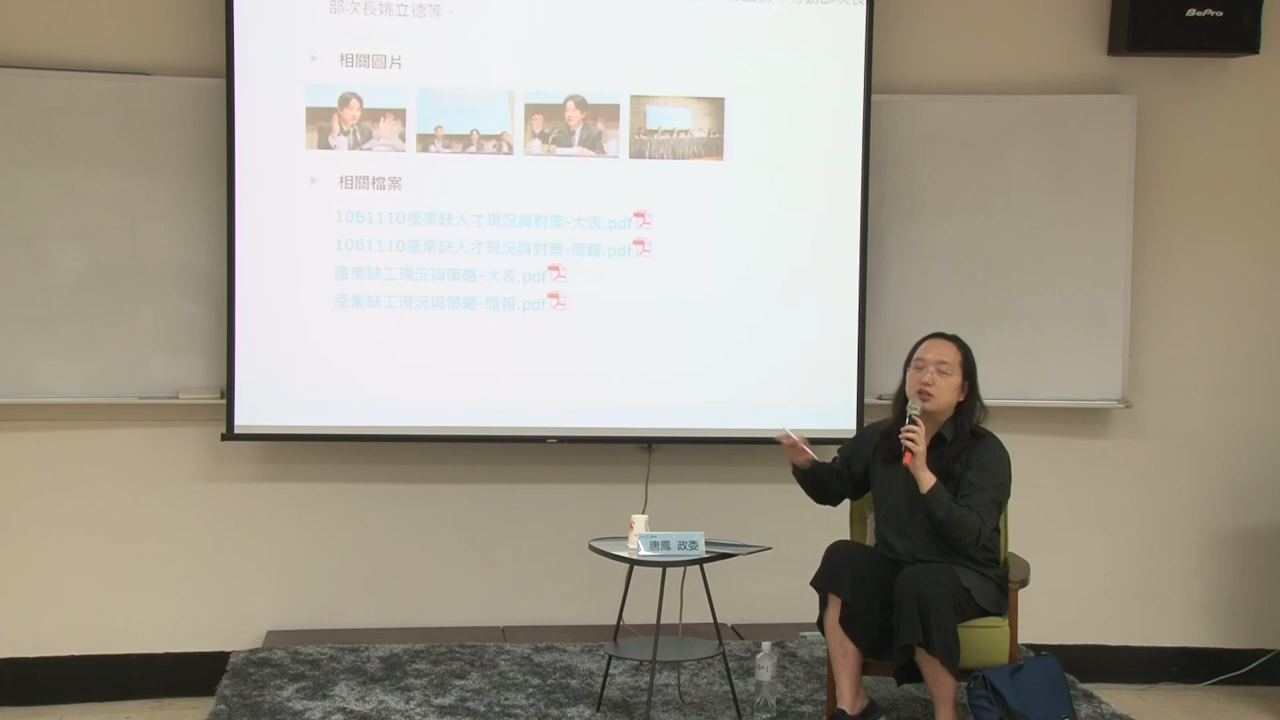 部次長姚立德等。
BePro
相關圖片
相關檔案
1061110產業缺人才現況與對策-大表.pdf
1061110產業缺人才現況與對策-簡報.pdf
產業缺工現況與策略-大表.pdf
產業缺工現況與策略-簡報.pdf
唐鳳 政委